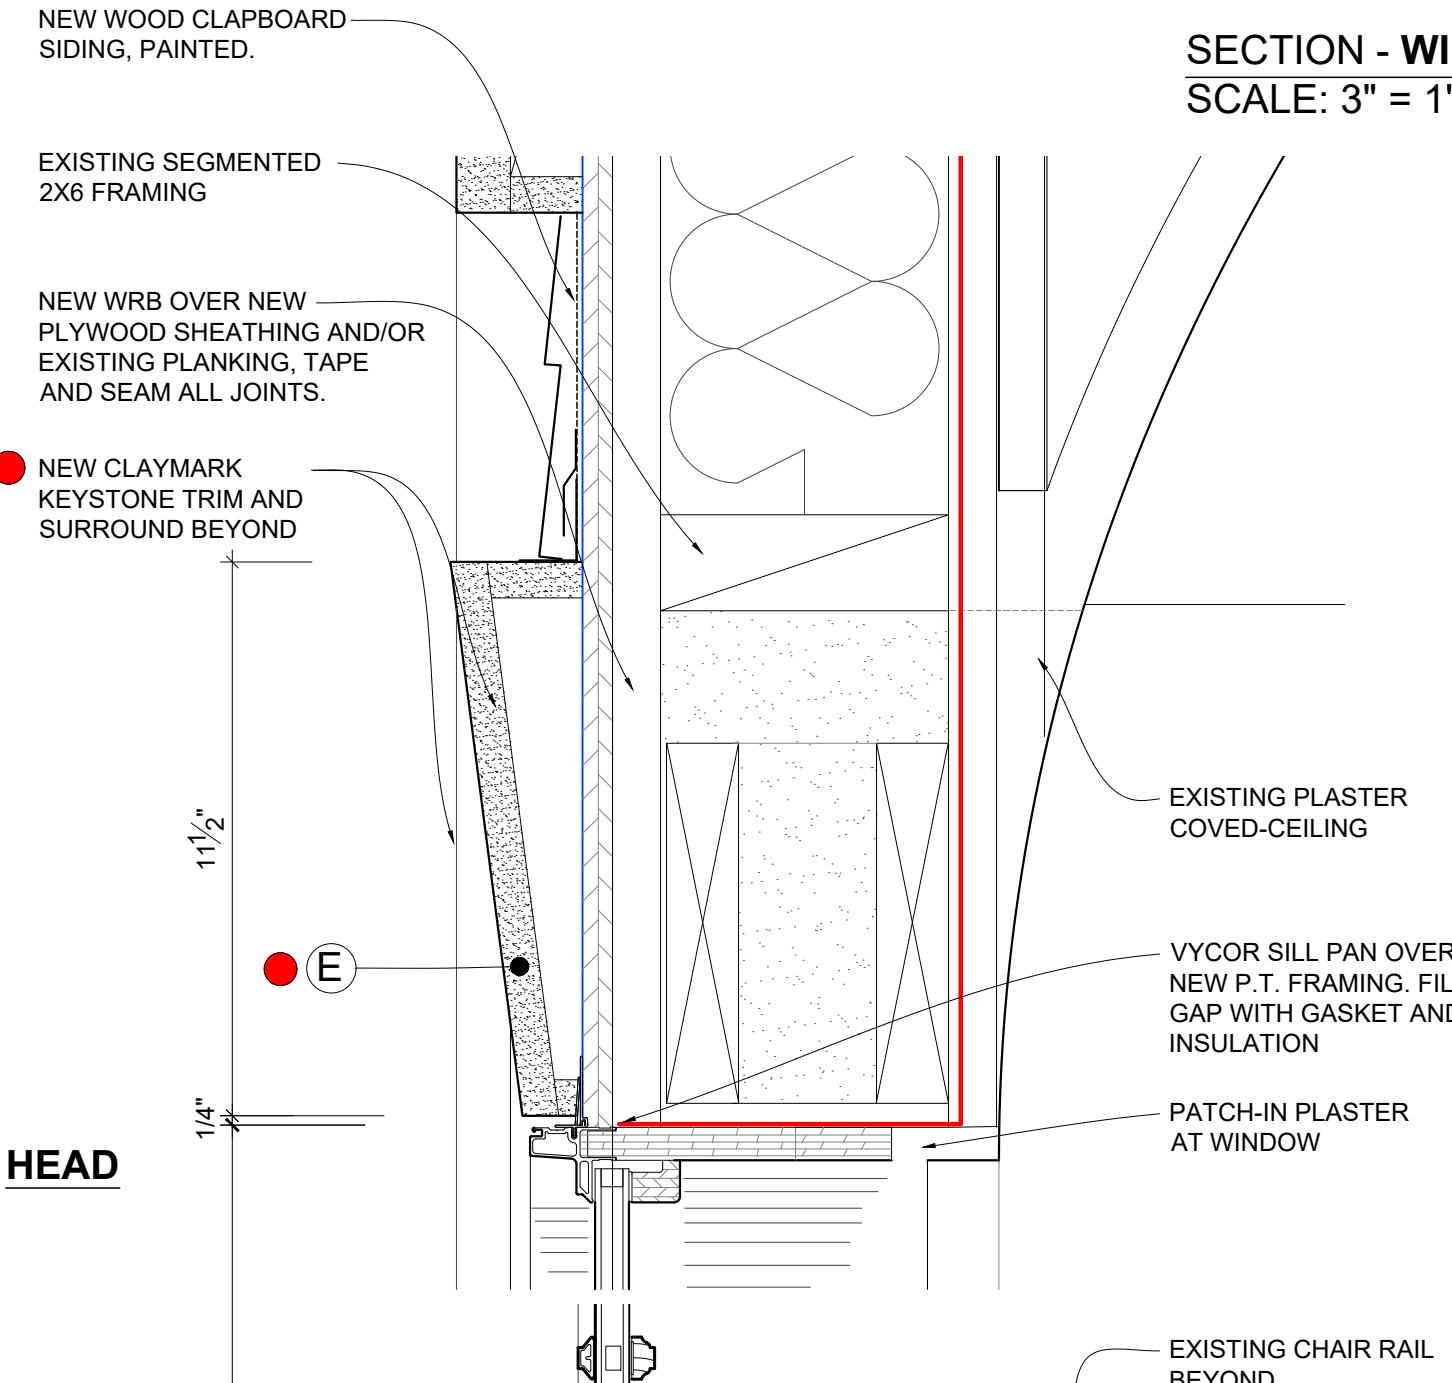 NEW WOOD CLAPBOARD
SIDING, PAINTED.
SECTION - WI
SCALE: 3" = 1'
EXISTING SEGMENTED
2X6 FRAMING
NEW WRB OVER NEW
PLYWOOD SHEATHING AND/OR
EXISTING PLANKING, TAPE
AND SEAM ALL JOINTS.
NEW CLAYMARK
KEYSTONE TRIM AND
SURROUND BEYOND
11 1/2"
EXISTING PLASTER
COVED-CEILING
E
VYCOR SILL PAN OVER
NEW P.T. FRAMING. FIL
GAP WITH GASKET AND
INSULATION
1/4"
PATCH-IN PLASTER
AT WINDOW
HEAD
EXISTING CHAIR RAIL
BEYOND